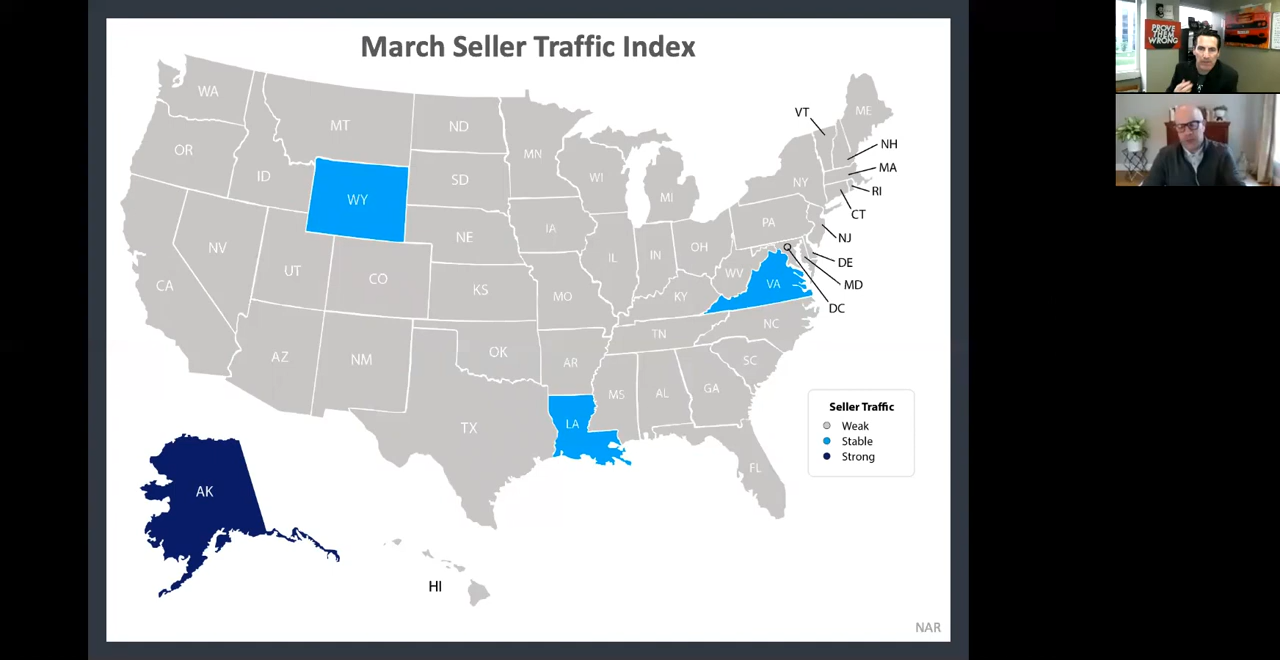 March Seller Traffic Index
PROVE
THEM
WRONG
WA
MT
ND
MN
OR
ID
WY
SD
WI
MI
NY
ME
VT
NH
MA
RI
CT
NJ
DE
MD
DC
NV
UT
CO
NE
IA
IL
IN
OH
PA
WV
VA
CA
KS
MO
KY
AZ
NM
OK
AR
TN
NC
SC
TX
LA
MS
AL
GA
FL
AK
HI
Seller Traffic
Weak
Stable
Strong
NAR